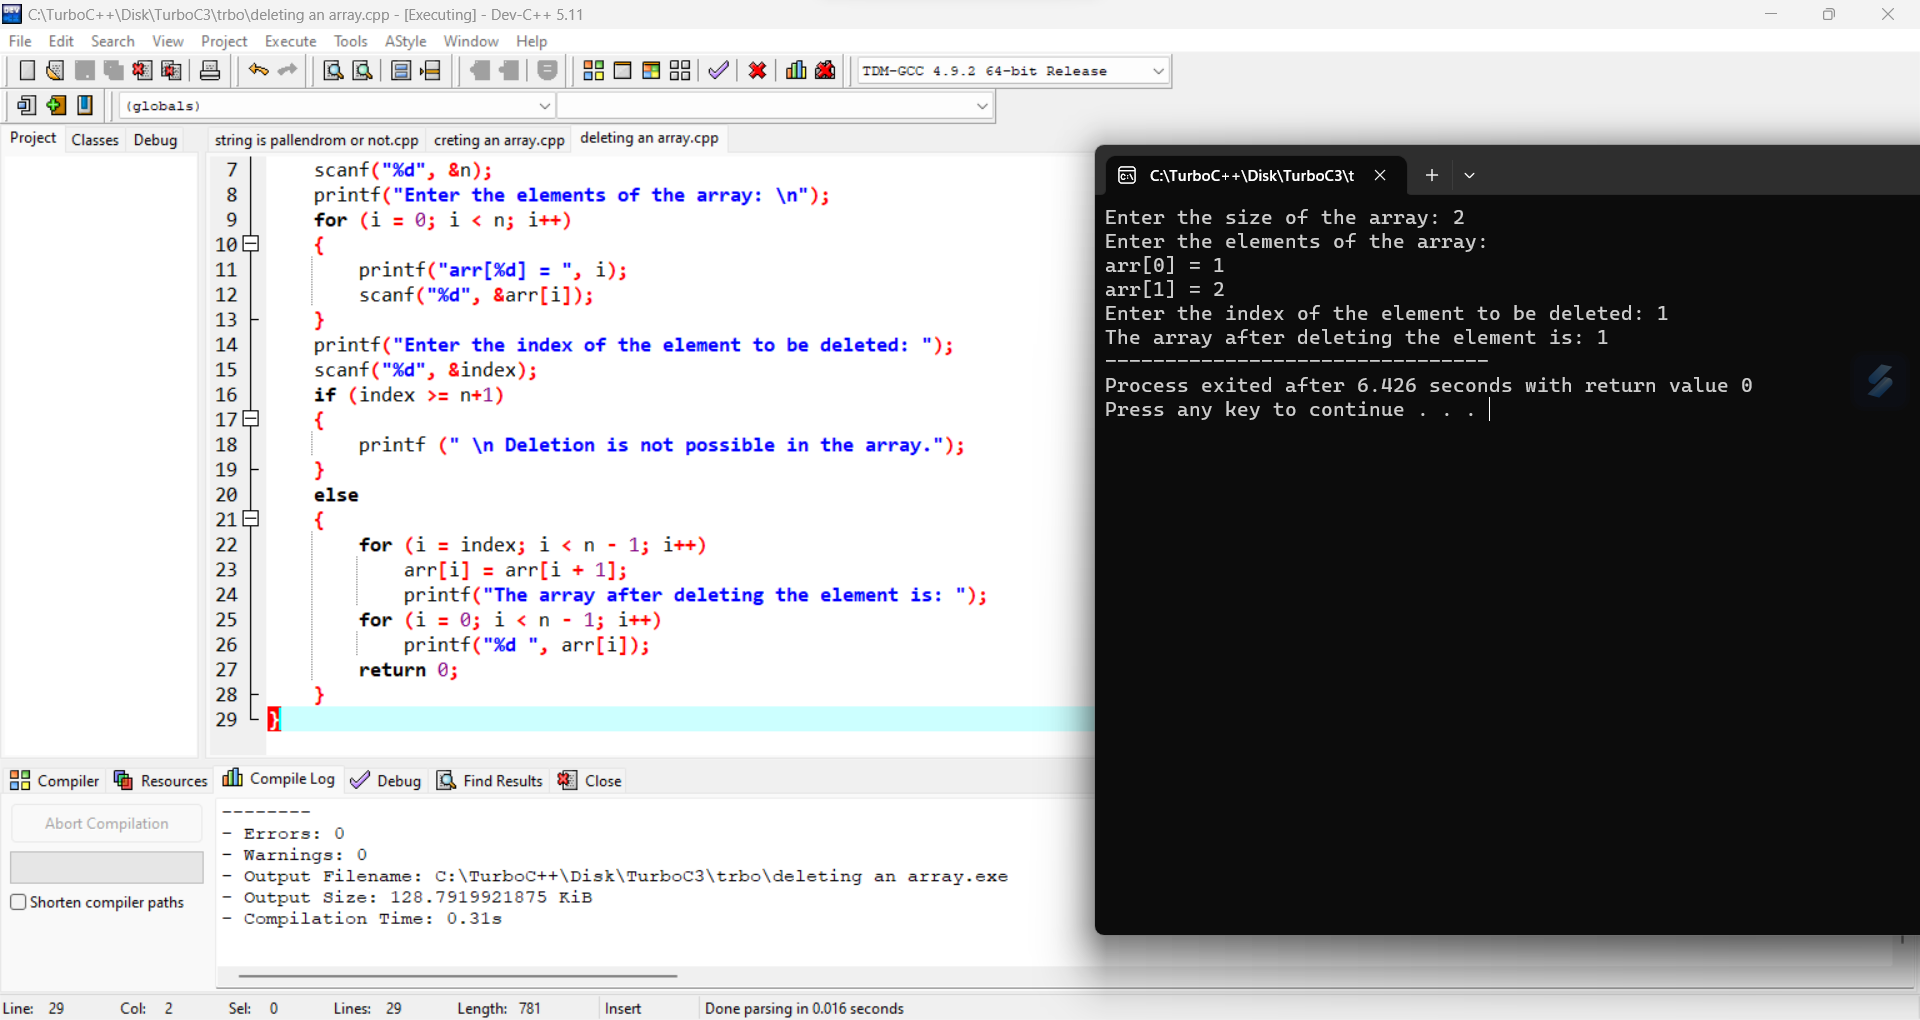 C:\TurboC++\Disk\TurboC3\trbo\deleting an array.cpp - [Executing] - Dev-C++ 5.11
File Edit Search View Project Execute Tools AStyle Window Help
TDM-GCC 4.9.2 64-bit Release
(globals)
Project Classes Debug
string is pallendrom or not.cpp creting an array.cpp deleting an array.cpp
7 scanf("%d", &n);
8 printf("Enter the elements of the array: \n");
9 for (i = 0; i < n; i++)
10 {
11 printf("arr[%d] = ", i);
12 scanf("%d", &arr[i]);
13 }
14 printf("Enter the index of the element to be deleted: ");
15 scanf("%d", &index);
16 if (index >= n+1)
17 {
18 printf (" \n Deletion is not possible in the array.");
19 }
20 else
21 {
22 for (i = index; i < n - 1; i++)
23 arr[i] = arr[i + 1];
24 printf("The array after deleting the element is: ");
25 for (i = 0; i < n - 1; i++)
26 printf("%d ", arr[i]);
27 return 0;
28 }
29 }
C:\TurboC++\Disk\TurboC3\t
Enter the size of the array: 2
Enter the elements of the array:
arr[0] = 1
arr[1] = 2
Enter the index of the element to be deleted: 1
The array after deleting the element is: 1
--------------------------------
Process exited after 6.426 seconds with return value 0
Press any key to continue . . .
Compiler Resources Compile Log Debug Find Results Close
Abort Compilation
Shorten compiler paths
--------
- Errors: 0
- Warnings: 0
- Output Filename: C:\TurboC++\Disk\TurboC3\trbo\deleting an array.exe
- Output Size: 128.7919921875 KiB
- Compilation Time: 0.31s
Line: 29 Col: 2 Sel: 0 Lines: 29 Length: 781 Insert Done parsing in 0.016 seconds